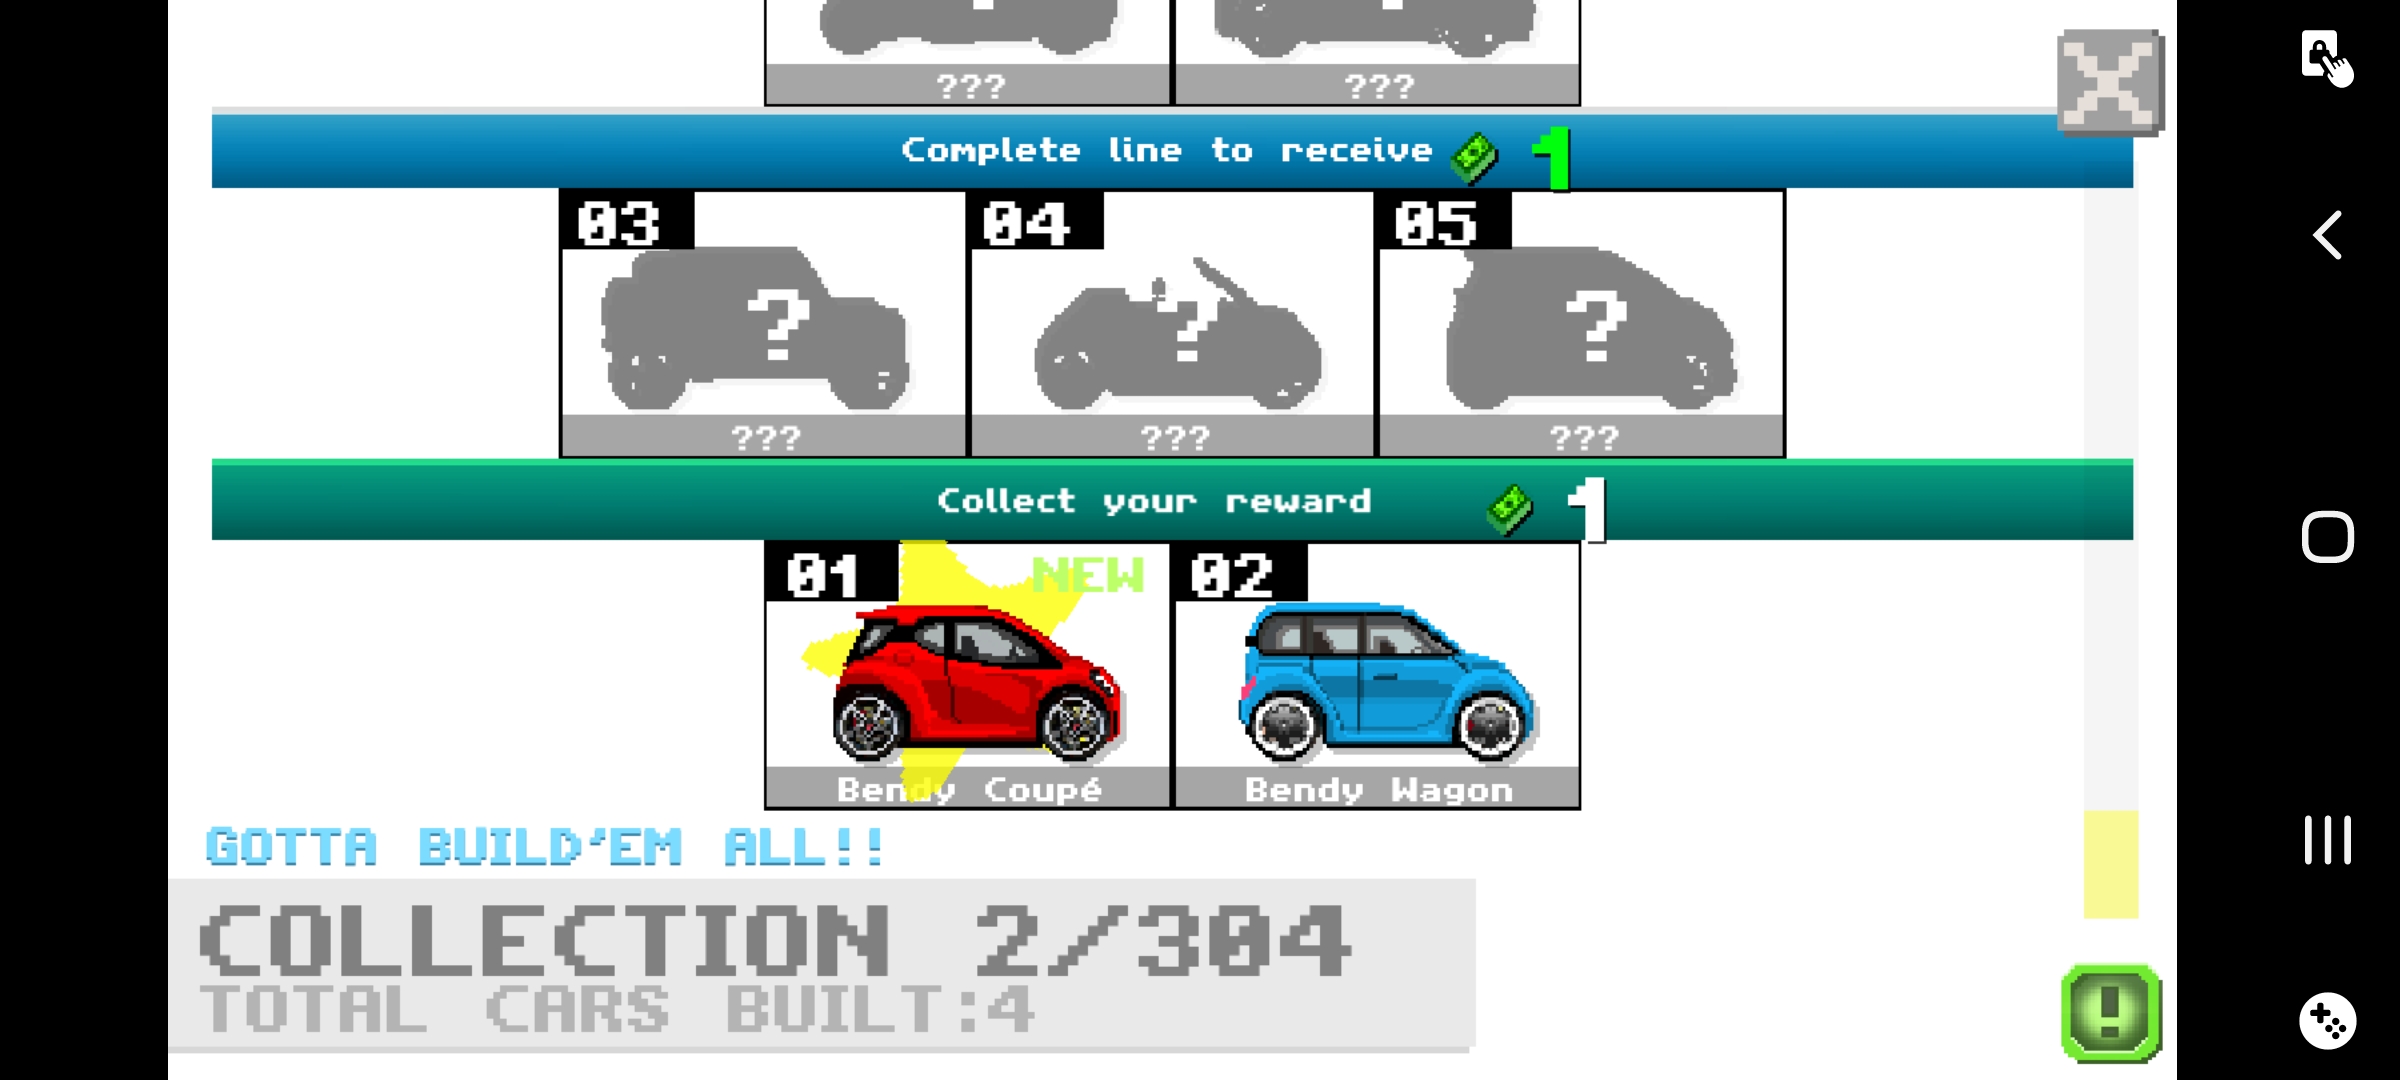 ??? ???
Complete line to receive 1
03 04 05
? ? ?
??? ??? ???
Collect your reward 1
01 NEW 02
Bendy Coupé Bendy Wagon
GOTTA BUILD'EM ALL!!
COLLECTION 2/304
TOTAL CARS BUILT:4
!